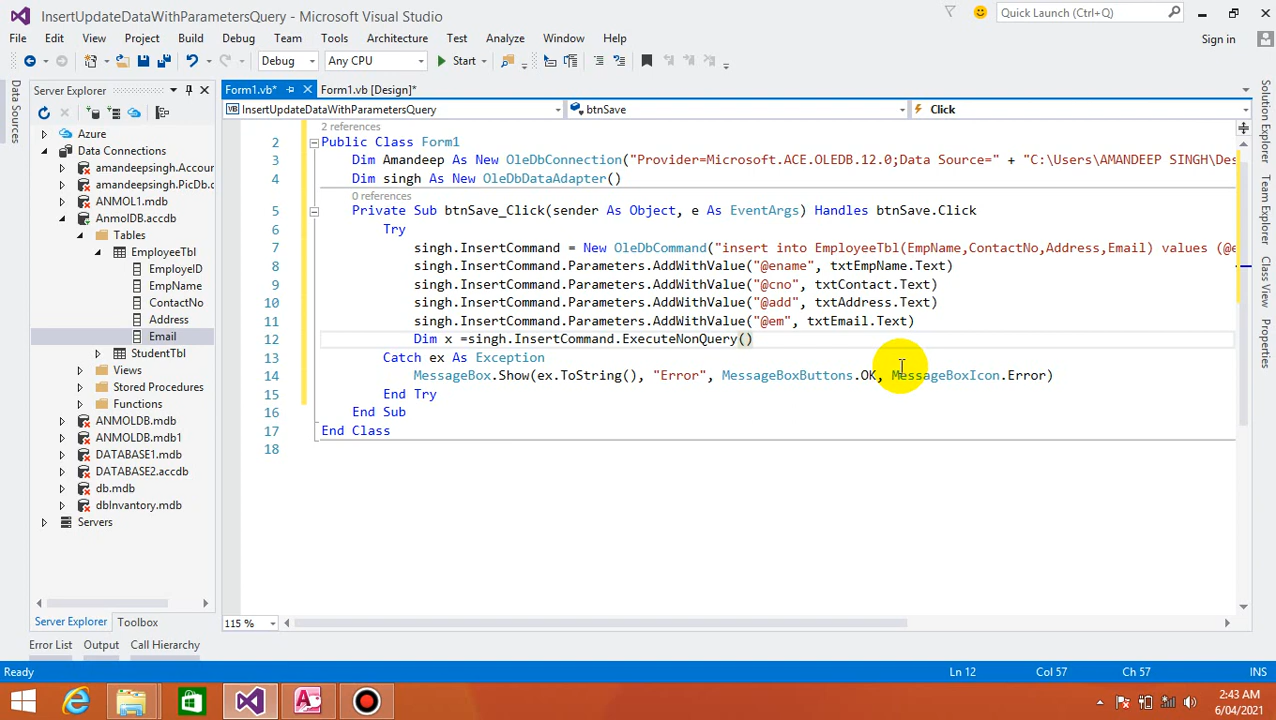 InsertUpdateDataWithParametersQuery - Microsoft Visual Studio
Quick Launch (Ctrl+Q)
File Edit View Project Build Debug Team Tools Architecture Test Analyze Window Help
Sign in
Debug Any CPU Start
Data Sources
Server Explorer
Form1.vb* Form1.vb [Design]*
InsertUpdateDataWithParametersQuery btnSave Click
Azure
Data Connections
amandeepsingh.Accour
amandeepsingh.PicDb.c
ANMOL1.mdb
AnmolDB.accdb
Tables
EmployeeTbl
EmployeID
EmpName
ContactNo
Address
Email
StudentTbl
Views
Stored Procedures
Functions
ANMOLDB.mdb
ANMOLDB.mdb1
DATABASE1.mdb
DATABASE2.accdb
db.mdb
dbInvantory.mdb
Servers
2 references
2 Public Class Form1
3 Dim Amandeep As New OleDbConnection("Provider=Microsoft.ACE.OLEDB.12.0;Data Source=" + "C:\Users\AMANDEEP SINGH\Des
4 Dim singh As New OleDbDataAdapter()
0 references
5 Private Sub btnSave_Click(sender As Object, e As EventArgs) Handles btnSave.Click
6 Try
7 singh.InsertCommand = New OleDbCommand("insert into EmployeeTbl(EmpName,ContactNo,Address,Email) values (@e
8 singh.InsertCommand.Parameters.AddWithValue("@ename", txtEmpName.Text)
9 singh.InsertCommand.Parameters.AddWithValue("@cno", txtContact.Text)
10 singh.InsertCommand.Parameters.AddWithValue("@add", txtAddress.Text)
11 singh.InsertCommand.Parameters.AddWithValue("@em", txtEmail.Text)
12 Dim x =singh.InsertCommand.ExecuteNonQuery()
13 Catch ex As Exception
14 MessageBox.Show(ex.ToString(), "Error", MessageBoxButtons.OK, MessageBoxIcon.Error)
15 End Try
16 End Sub
17 End Class
18
Solution Explorer
Team Explorer
Class View
Properties
115 %
Server Explorer Toolbox
Error List Output Call Hierarchy
Ready Ln 12 Col 57 Ch 57 INS
2:43 AM
6/04/2021